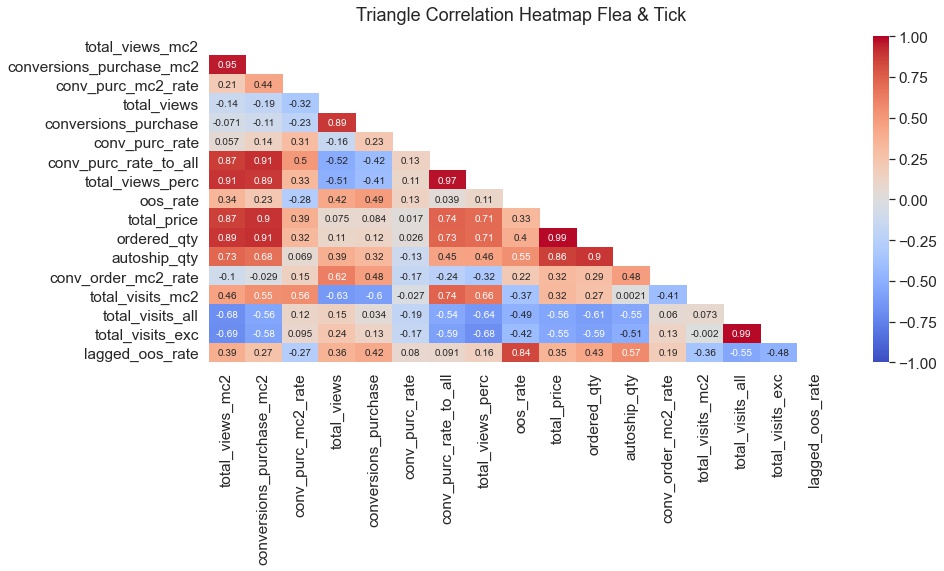 Triangle Correlation Heatmap Flea & Tick
total_views_mc2
conversions_purchase_mc2 0.95
conv_purc_mc2_rate 0.21 0.44
total_views -0.14 -0.19 -0.32
conversions_purchase -0.071 -0.11 -0.23 0.89
conv_purc_rate 0.057 0.14 0.31 -0.16 0.23
conv_purc_rate_to_all 0.87 0.91 0.5 -0.52 -0.42 0.13
total_views_perc 0.91 0.89 0.33 -0.51 -0.41 0.11 0.97
oos_rate 0.34 0.23 -0.28 0.42 0.49 0.13 0.039 0.11
total_price 0.87 0.9 0.39 0.075 0.084 0.017 0.74 0.71 0.33
ordered_qty 0.89 0.91 0.32 0.11 0.12 0.026 0.73 0.71 0.4 0.99
autoship_qty 0.73 0.68 0.069 0.39 0.32 -0.13 0.45 0.46 0.55 0.86 0.9
conv_order_mc2_rate -0.1 -0.029 0.15 0.62 0.48 -0.17 -0.24 -0.32 0.22 0.32 0.29 0.48
total_visits_mc2 0.46 0.55 0.56 -0.63 -0.6 -0.027 0.74 0.66 -0.37 0.32 0.27 0.0021 -0.41
total_visits_all -0.68 -0.56 0.12 0.15 0.034 -0.19 -0.54 -0.64 -0.49 -0.56 -0.61 -0.55 0.06 0.073
total_visits_exc -0.69 -0.58 0.095 0.24 0.13 -0.17 -0.59 -0.68 -0.42 -0.55 -0.59 -0.51 0.13 -0.002 0.99
lagged_oos_rate 0.39 0.27 -0.27 0.36 0.42 0.08 0.091 0.16 0.84 0.35 0.43 0.57 0.19 -0.36 -0.55 -0.48
total_views_mc2
conversions_purchase_mc2
conv_purc_mc2_rate
total_views
conversions_purchase
conv_purc_rate
conv_purc_rate_to_all
total_views_perc
oos_rate
total_price
ordered_qty
autoship_qty
conv_order_mc2_rate
total_visits_mc2
total_visits_all
total_visits_exc
lagged_oos_rate
1.00
0.75
0.50
0.25
0.00
−0.25
−0.50
−0.75
−1.00